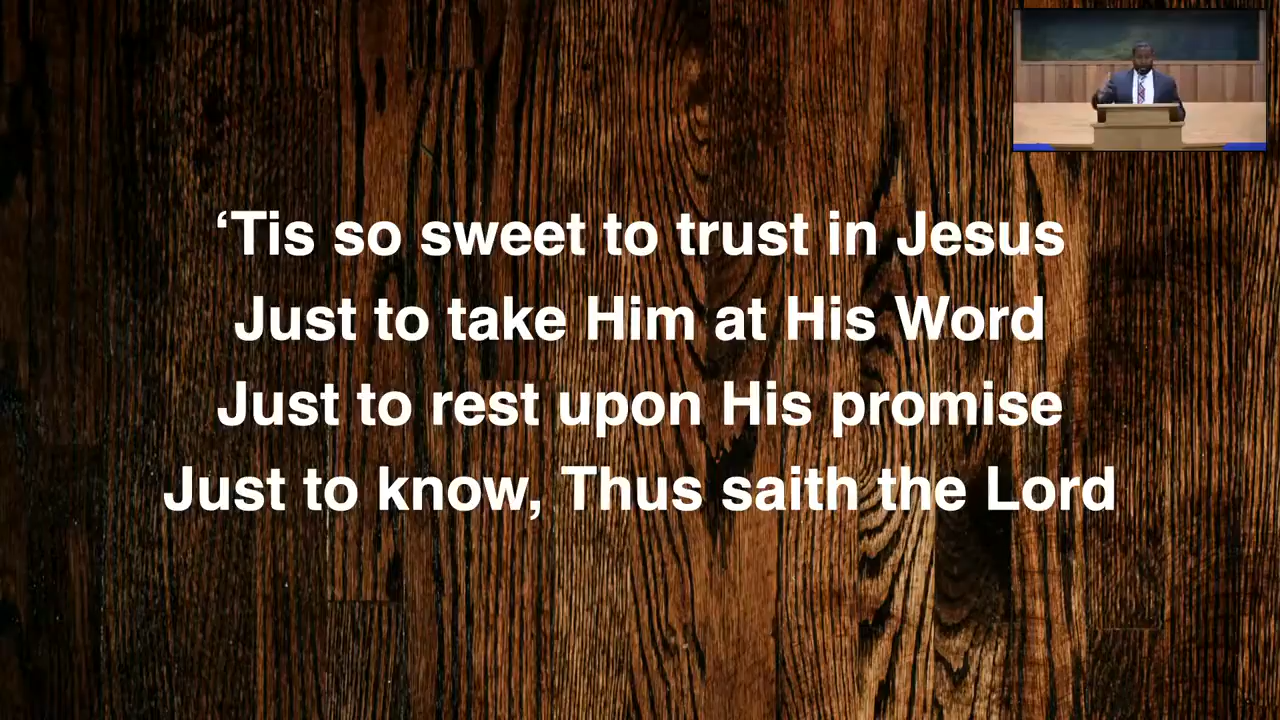 ‘Tis so sweet to trust in Jesus
Just to take Him at His Word
Just to rest upon His promise
Just to know, Thus saith the Lord